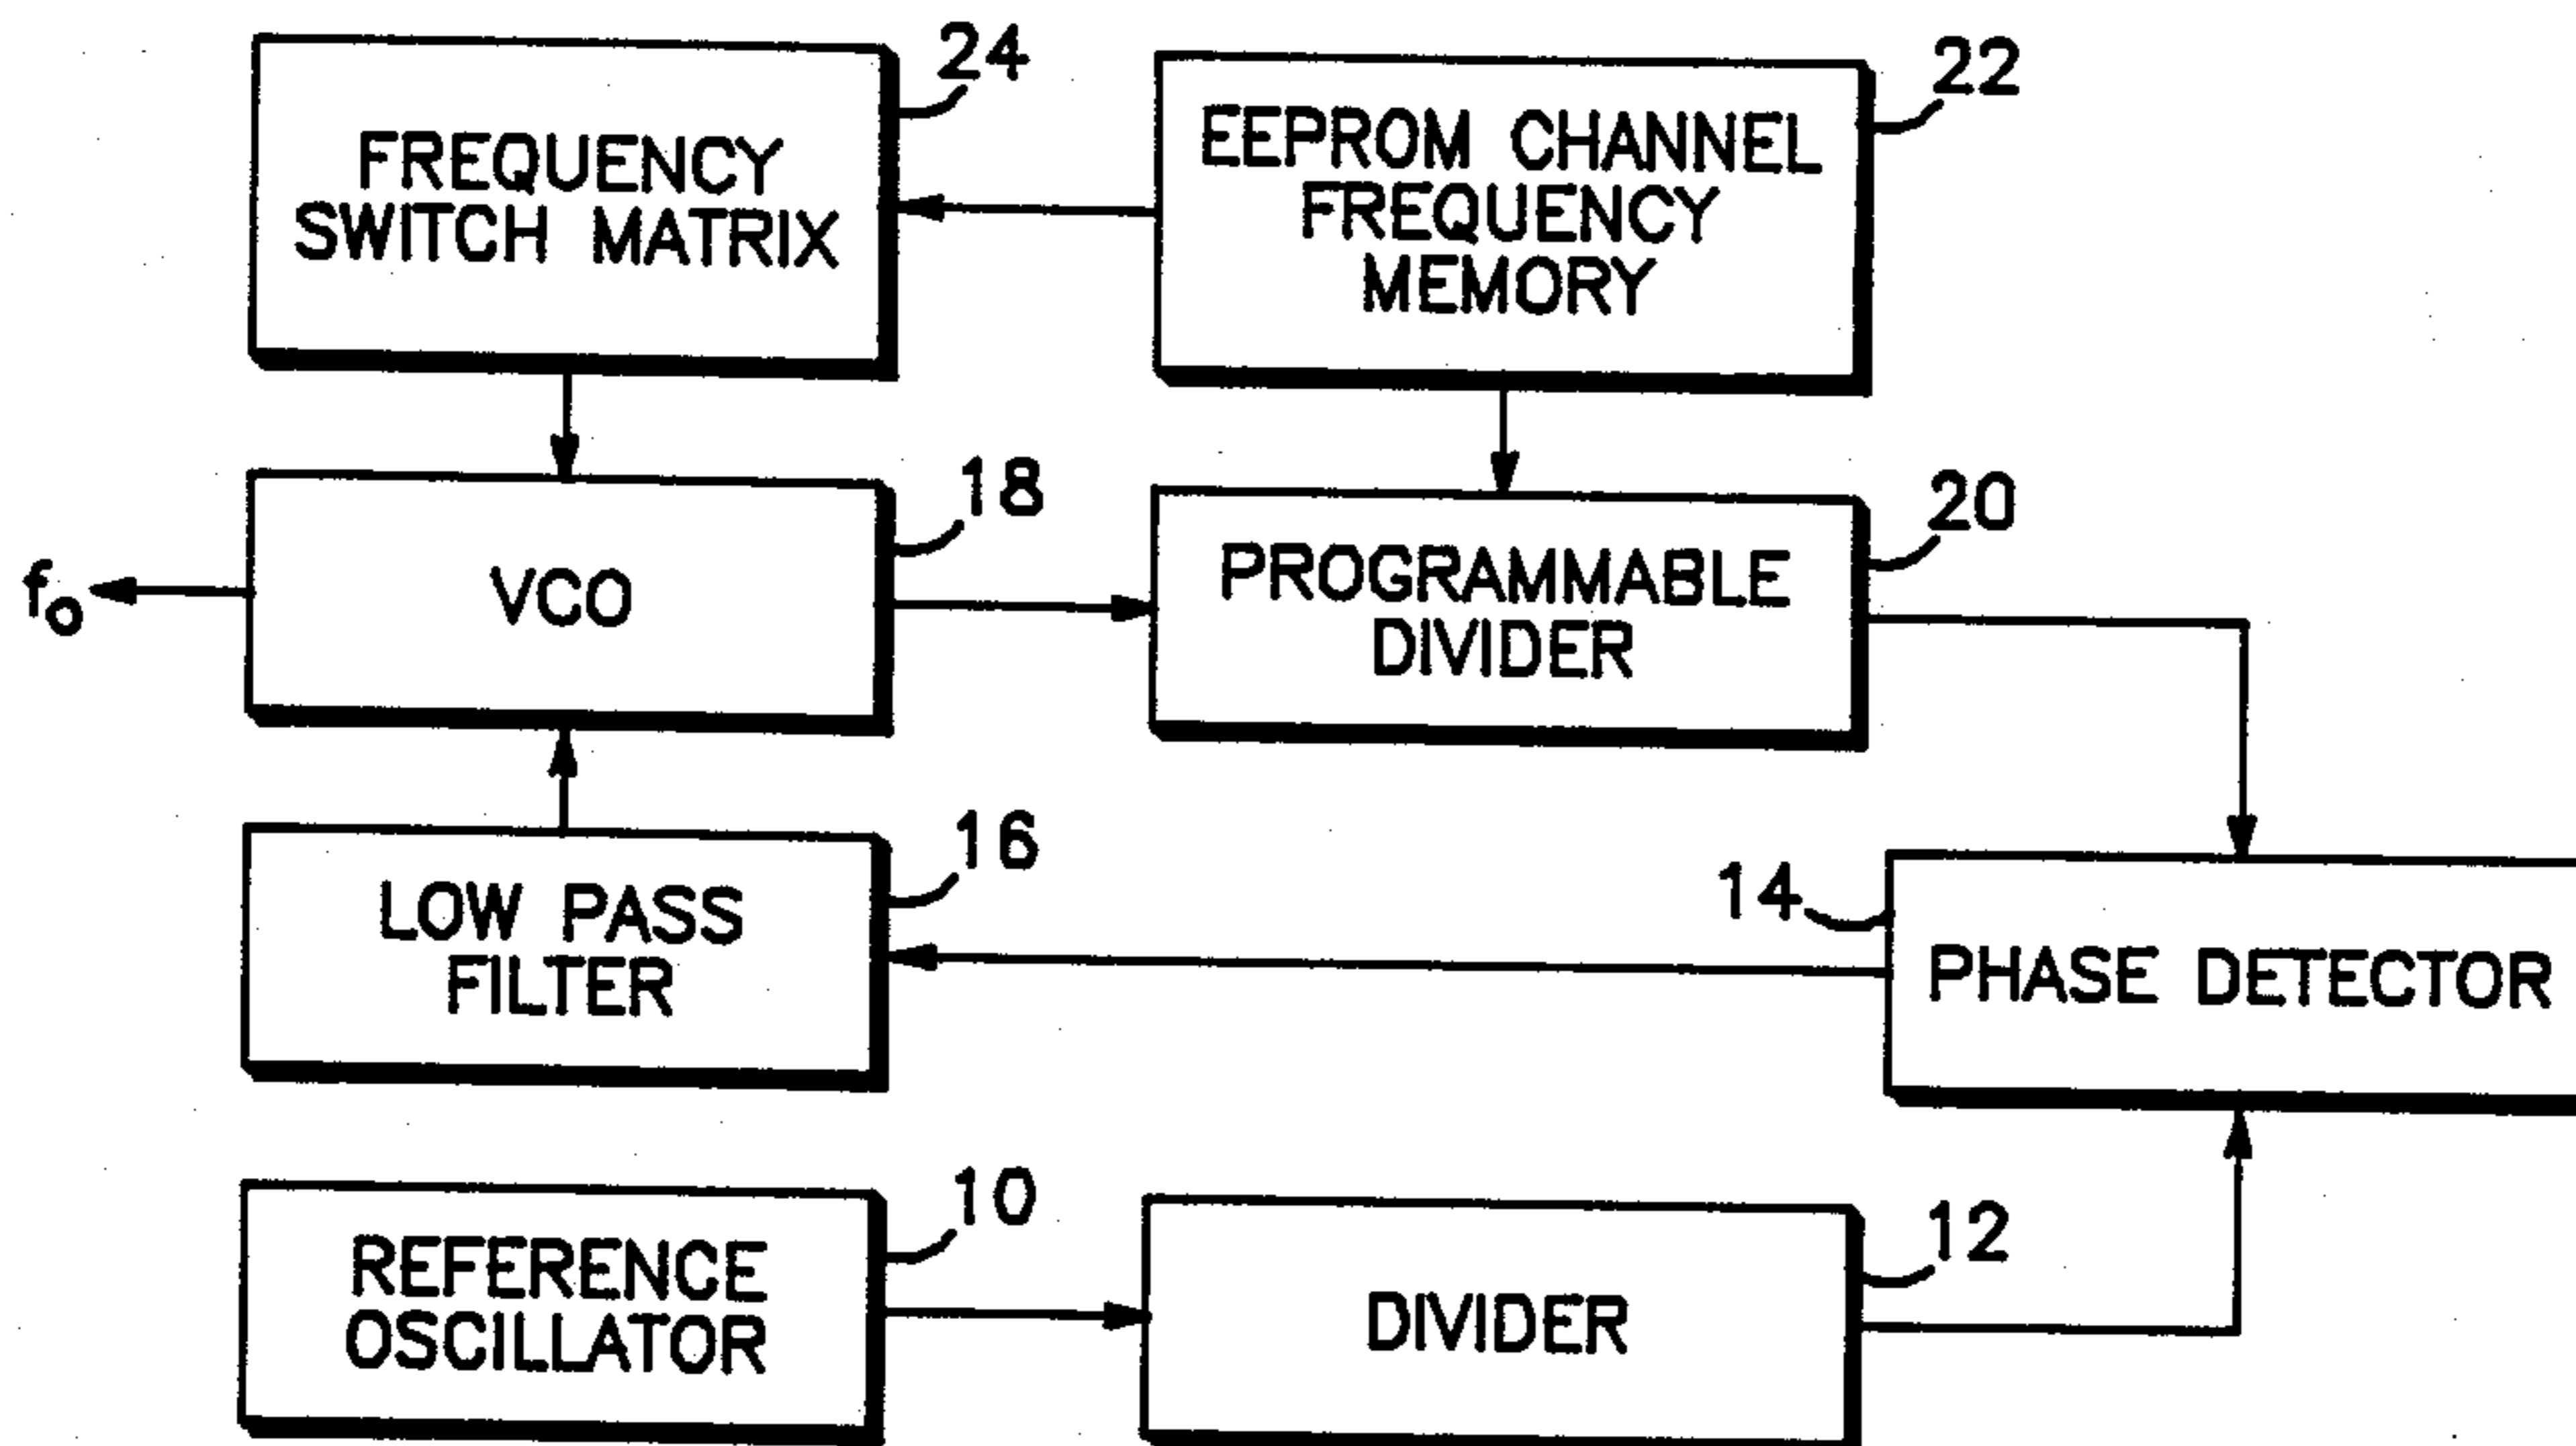 24
FREQUENCY
SWITCH MATRIX
22
EEPROM CHANNEL
FREQUENCY
MEMORY
18
VCO
fo
20
PROGRAMMABLE
DIVIDER
16
LOW PASS
FILTER
14
PHASE DETECTOR
10
REFERENCE
OSCILLATOR
12
DIVIDER